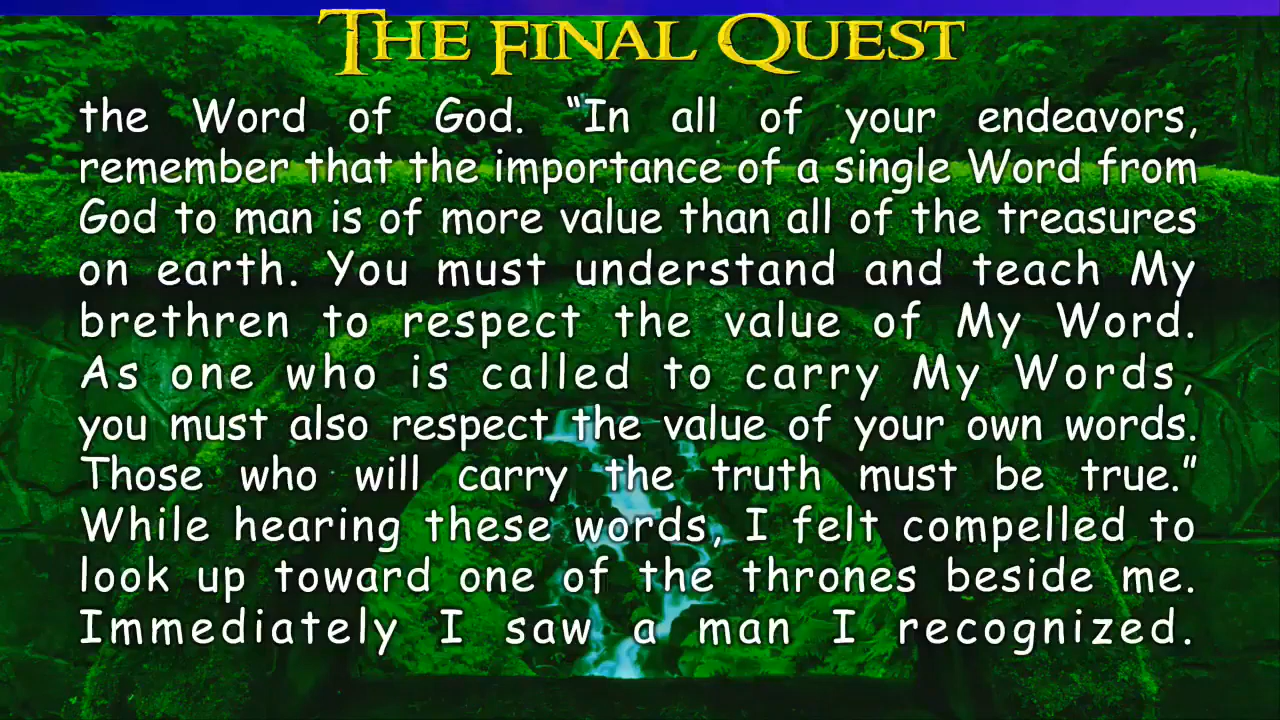 THE FINAL QUEST
the Word of God. “In all of your endeavors,
remember that the importance of a single Word from
God to man is of more value than all of the treasures
on earth. You must understand and teach My
brethren to respect the value of My Word.
As one who is called to carry My Words,
you must also respect the value of your own words.
Those who will carry the truth must be true.”
While hearing these words, I felt compelled to
look up toward one of the thrones beside me.
Immediately I saw a man I recognized.